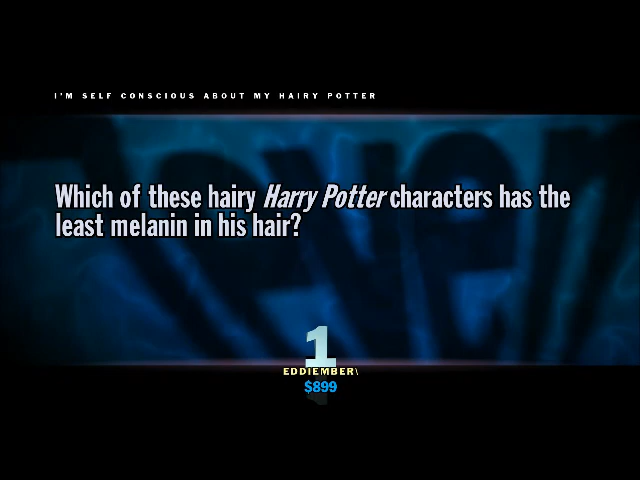 I'M SELF CONSCIOUS ABOUT MY HAIRY POTTER
Which of these hairy Harry Potter characters has the
least melanin in his hair?
1
EDDIEMBER\
$899